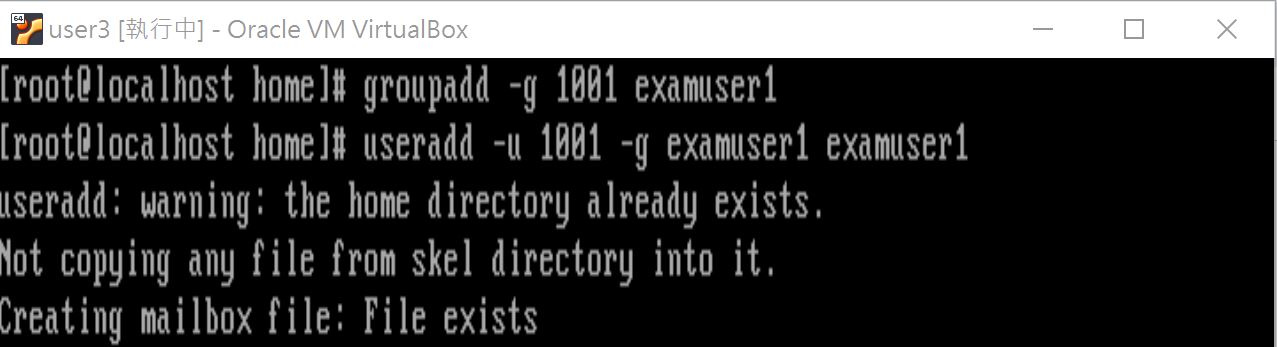 64
user3 [執行中] - Oracle VM VirtualBox
[root@localhost home]# groupadd -g 1001 examuser1
[root@localhost home]# useradd -u 1001 -g examuser1 examuser1
useradd: warning: the home directory already exists.
Not copying any file from skel directory into it.
Creating mailbox file: File exists